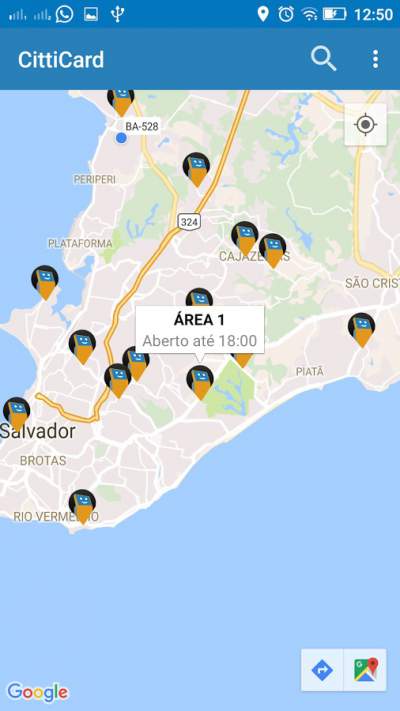 12:50
CittiCard
BA-528
PERIPERI
324
PLATAFORMA
SÃO CRIS
ÁREA 1
Aberto até 18:00
PIATÃ
Salvador
BROTAS
RIO VERMELHO
Google